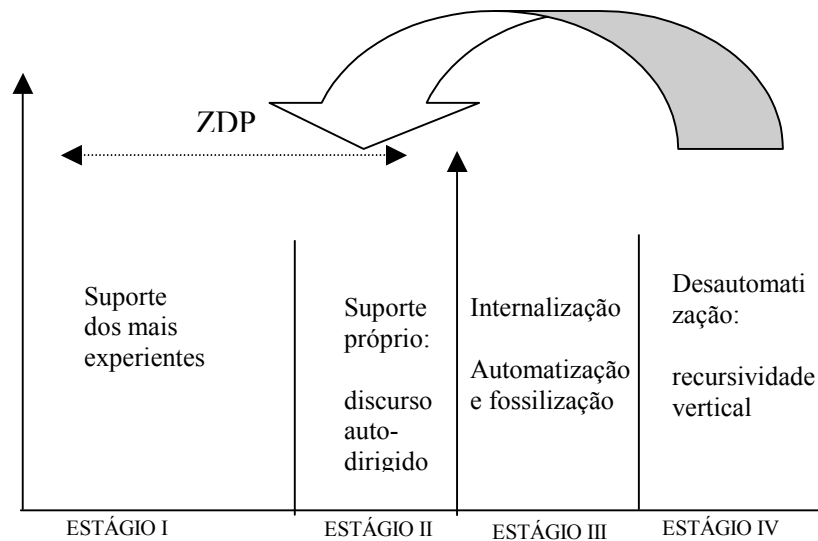 ZDP
Suporte
dos mais
experientes
Suporte
próprio:
discurso
auto-
dirigido
Internalização
Automatização
e fossilização
Desautomati
zação:
recursividade
vertical
ESTÁGIO I
ESTÁGIO II
ESTÁGIO III
ESTÁGIO IV